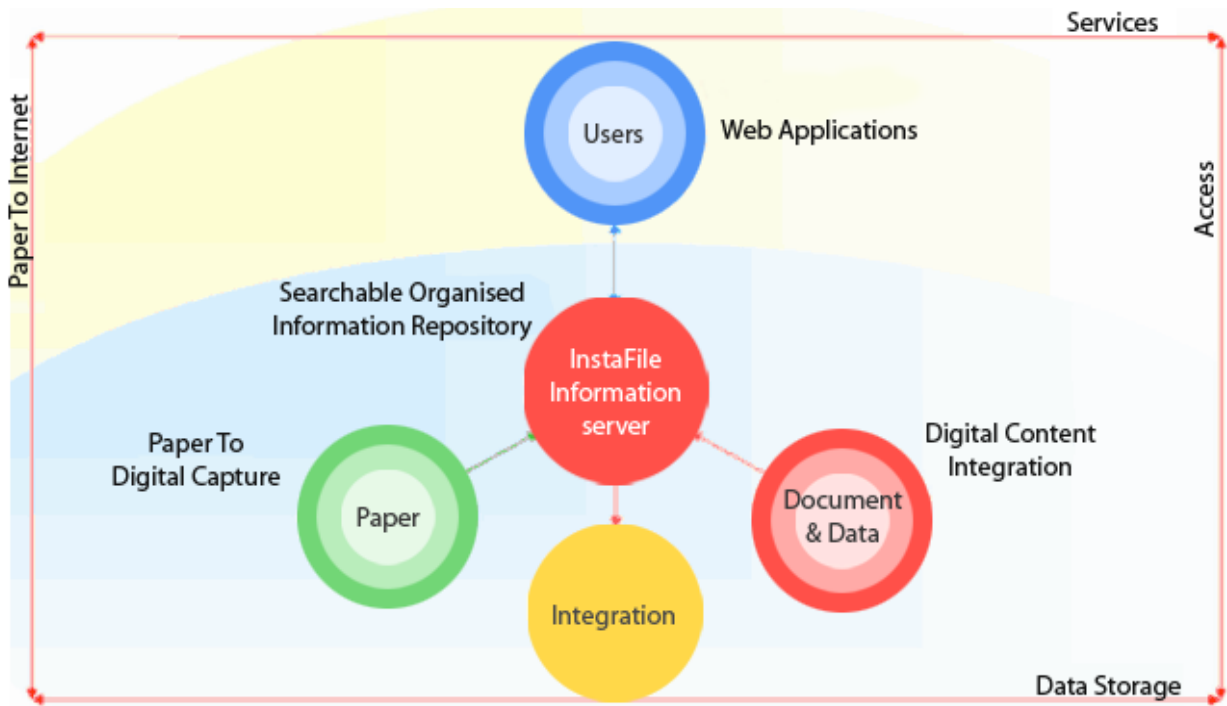 Services
Paper To Internet
Users
Web Applications
Access
Searchable Organised
Information Repository
InstaFile
Information
server
Paper To
Digital Capture
Paper
Digital Content
Integration
Document
& Data
Integration
Data Storage